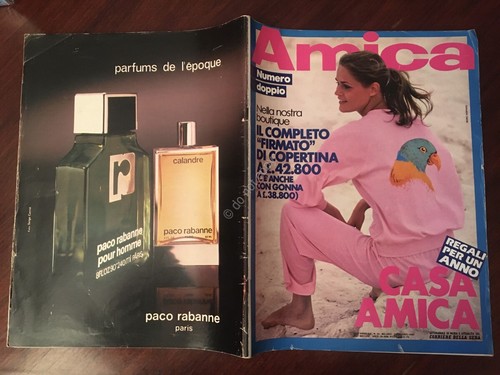 parfums de l'époque
calandre
paco rabanne
paco rabanne
pour homme
paco rabanne
paris
Amica
Numero
doppio
Nella nostra
boutique
IL COMPLETO
"FIRMATO"
DI COPERTINA
A £.42.800
(E ANCHE
CON GONNA
A £.38.800)
REGALI
PER UN
ANNO
CASA
AMICA
CORRIERE DELLA SERA